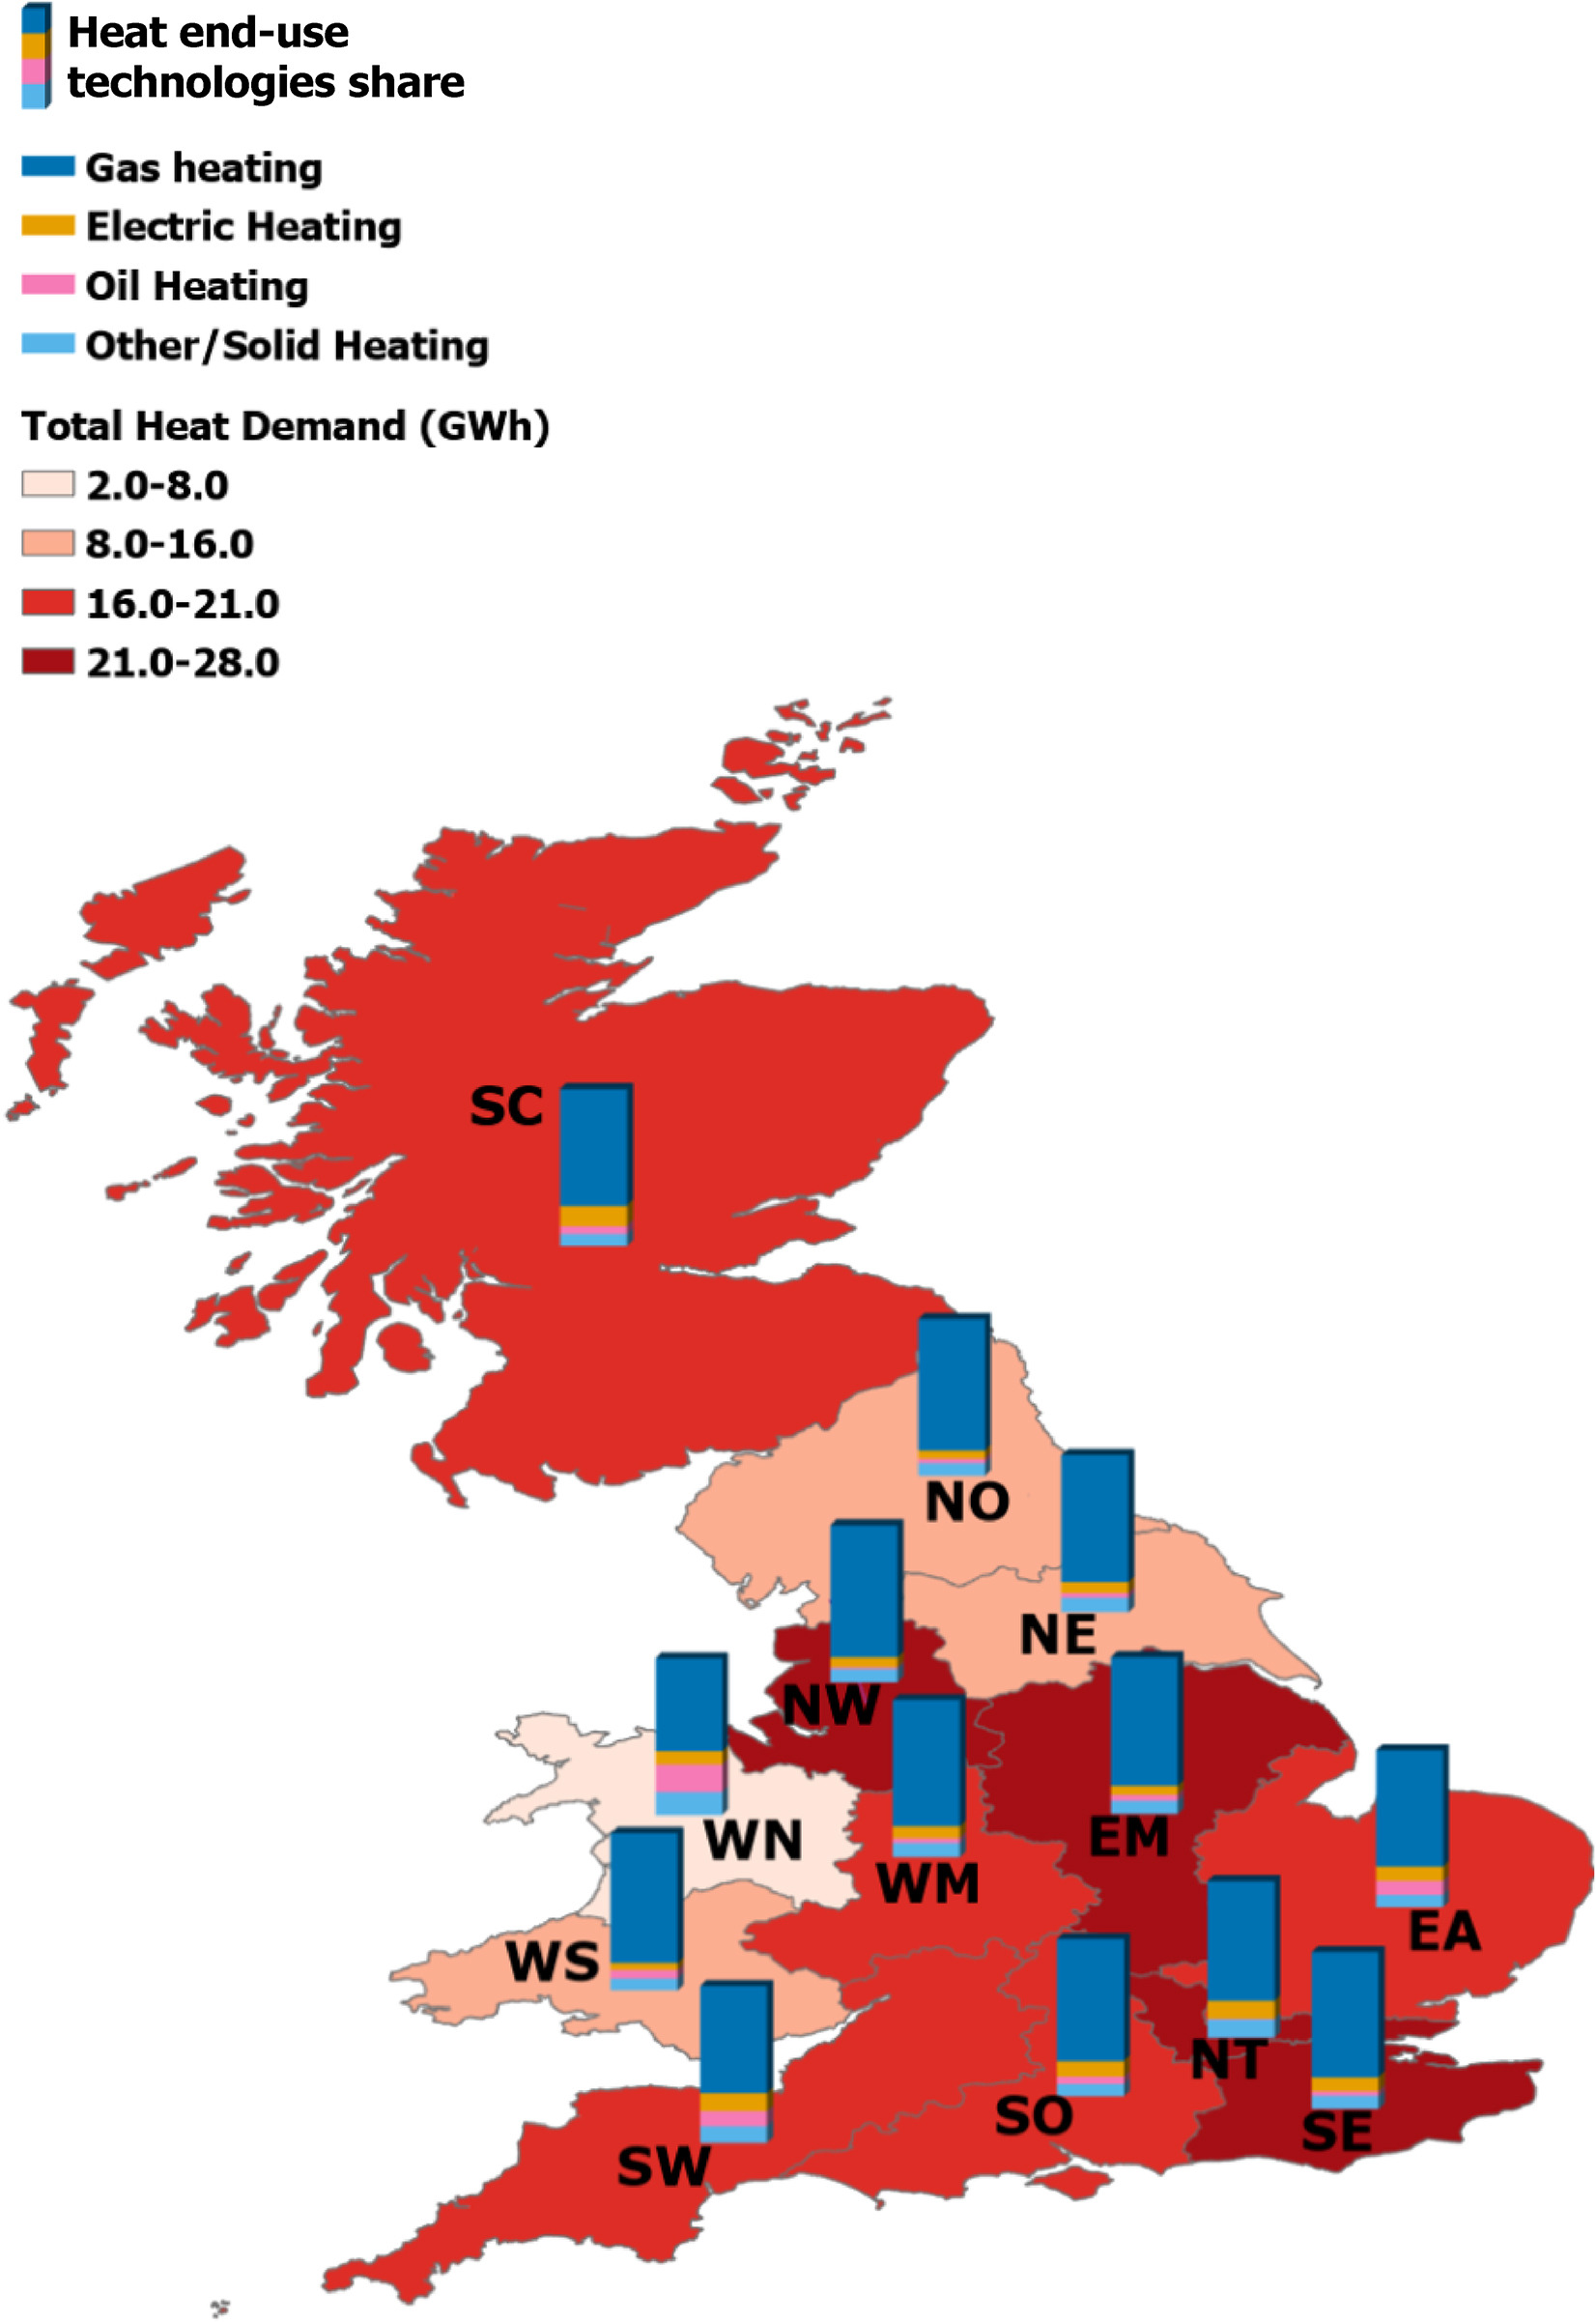 Heat end-use
technologies share
Gas heating
Electric Heating
Oil Heating
Other/Solid Heating
Total Heat Demand (GWh)
2.0-8.0
8.0-16.0
16.0-21.0
21.0-28.0
SC
NO
NE
NW
WN
EM
WM
EA
WS
NT
SO
SE
SW